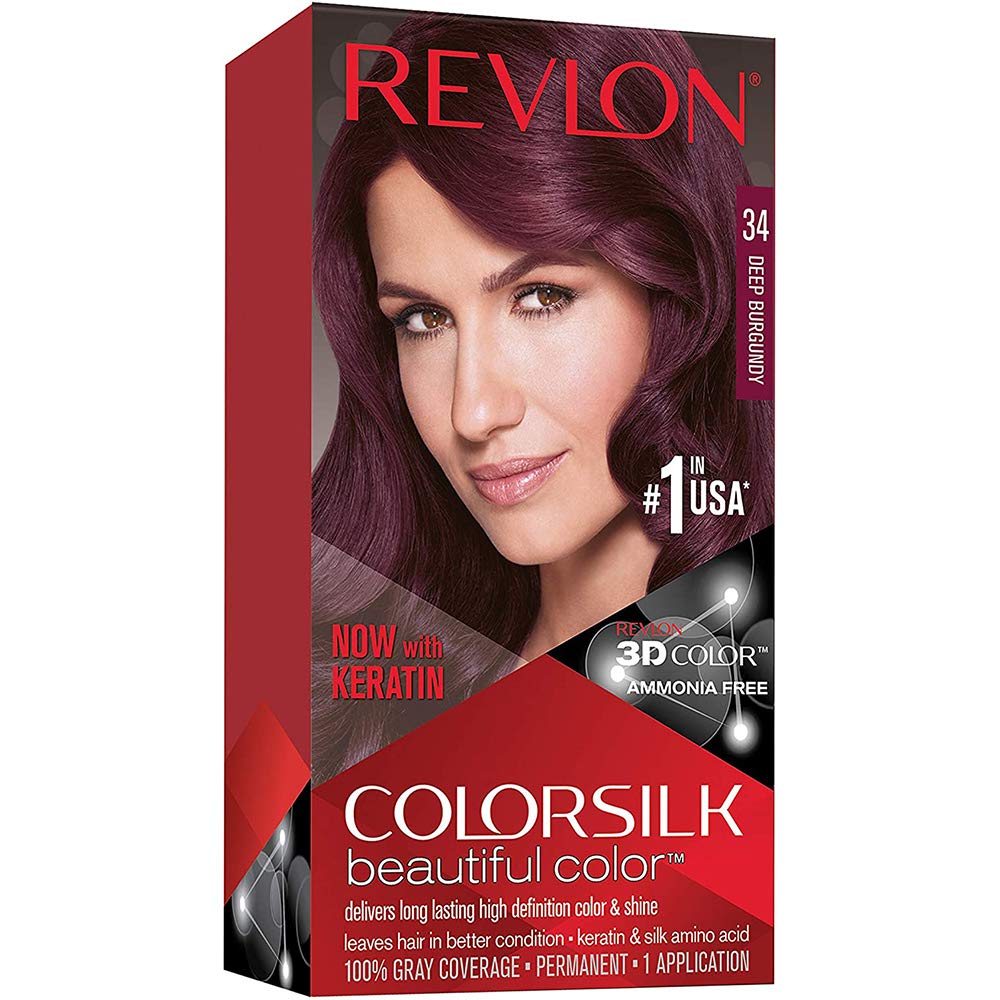 REVLON®
34
DEEP BURGUNDY
#1 IN USA*
NOW with
KERATIN
REVLON
3D COLOR™
AMMONIA FREE
COLORSILK
beautiful color™
delivers long lasting high definition color & shine
leaves hair in better condition • keratin & silk amino acid
100% GRAY COVERAGE • PERMANENT • 1 APPLICATION